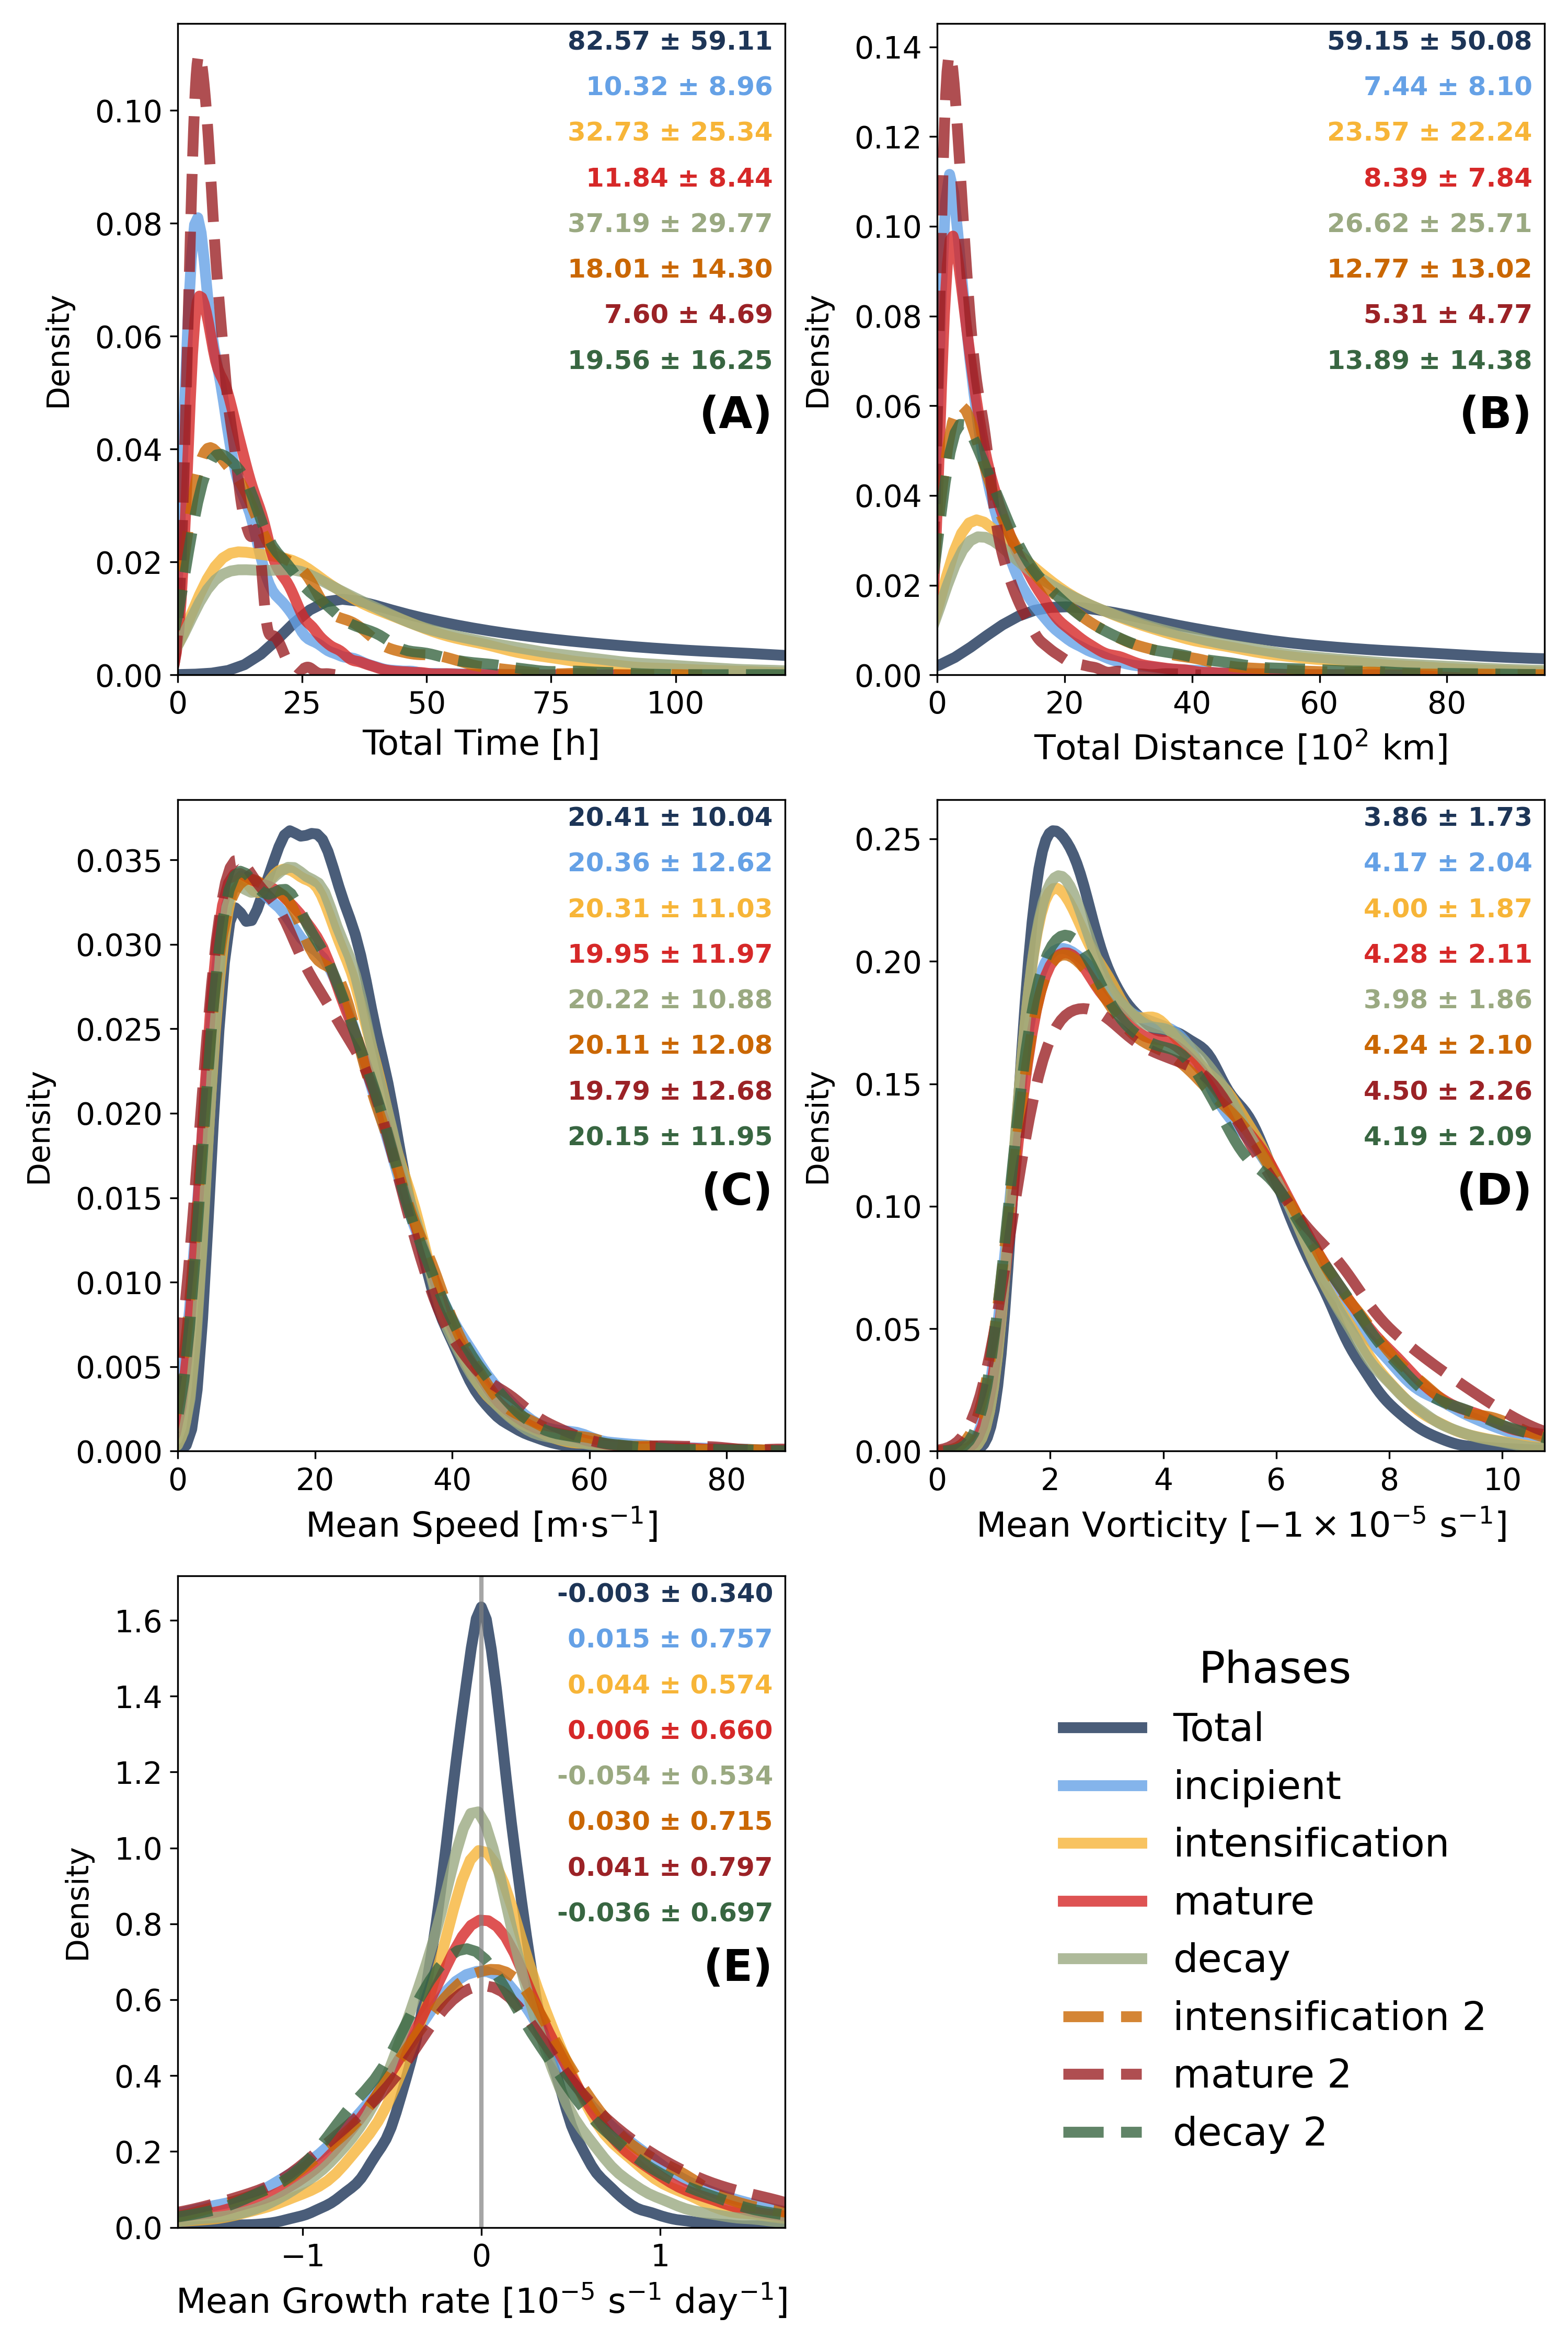 82.57 ± 59.11
10.32 ± 8.96
32.73 ± 25.34
11.84 ± 8.44
37.19 ± 29.77
18.01 ± 14.30
7.60 ± 4.69
19.56 ± 16.25
(A)
Density
0.10
0.08
0.06
0.04
0.02
0.00
0 25 50 75 100
Total Time [h]
59.15 ± 50.08
7.44 ± 8.10
23.57 ± 22.24
8.39 ± 7.84
26.62 ± 25.71
12.77 ± 13.02
5.31 ± 4.77
13.89 ± 14.38
(B)
Density
0.14
0.12
0.10
0.08
0.06
0.04
0.02
0.00
0 20 40 60 80
Total Distance [10² km]
20.41 ± 10.04
20.36 ± 12.62
20.31 ± 11.03
19.95 ± 11.97
20.22 ± 10.88
20.11 ± 12.08
19.79 ± 12.68
20.15 ± 11.95
(C)
Density
0.035
0.030
0.025
0.020
0.015
0.010
0.005
0.000
0 20 40 60 80
Mean Speed [m·s⁻¹]
3.86 ± 1.73
4.17 ± 2.04
4.00 ± 1.87
4.28 ± 2.11
3.98 ± 1.86
4.24 ± 2.10
4.50 ± 2.26
4.19 ± 2.09
(D)
Density
0.25
0.20
0.15
0.10
0.05
0.00
0 2 4 6 8 10
Mean Vorticity [−1 × 10⁻⁵ s⁻¹]
-0.003 ± 0.340
0.015 ± 0.757
0.044 ± 0.574
0.006 ± 0.660
-0.054 ± 0.534
0.030 ± 0.715
0.041 ± 0.797
-0.036 ± 0.697
(E)
Density
1.6
1.4
1.2
1.0
0.8
0.6
0.4
0.2
0.0
−1 0 1
Mean Growth rate [10⁻⁵ s⁻¹ day⁻¹]
Phases
Total
incipient
intensification
mature
decay
intensification 2
mature 2
decay 2